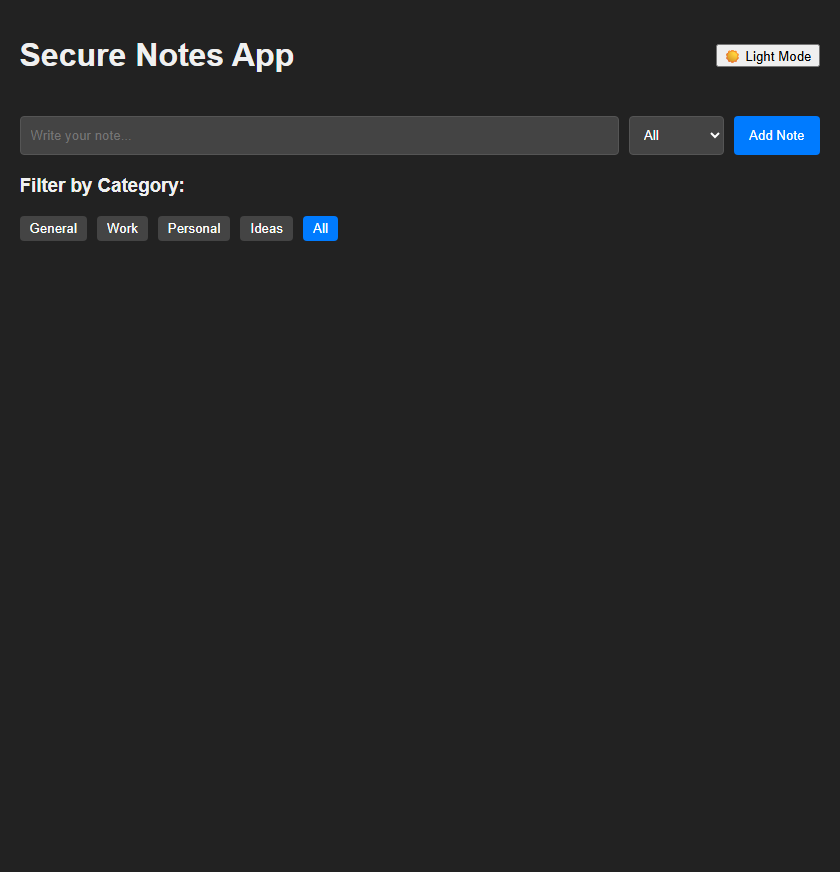 Secure Notes App
Light Mode
Write your note...
All
Add Note
Filter by Category:
General Work Personal Ideas All